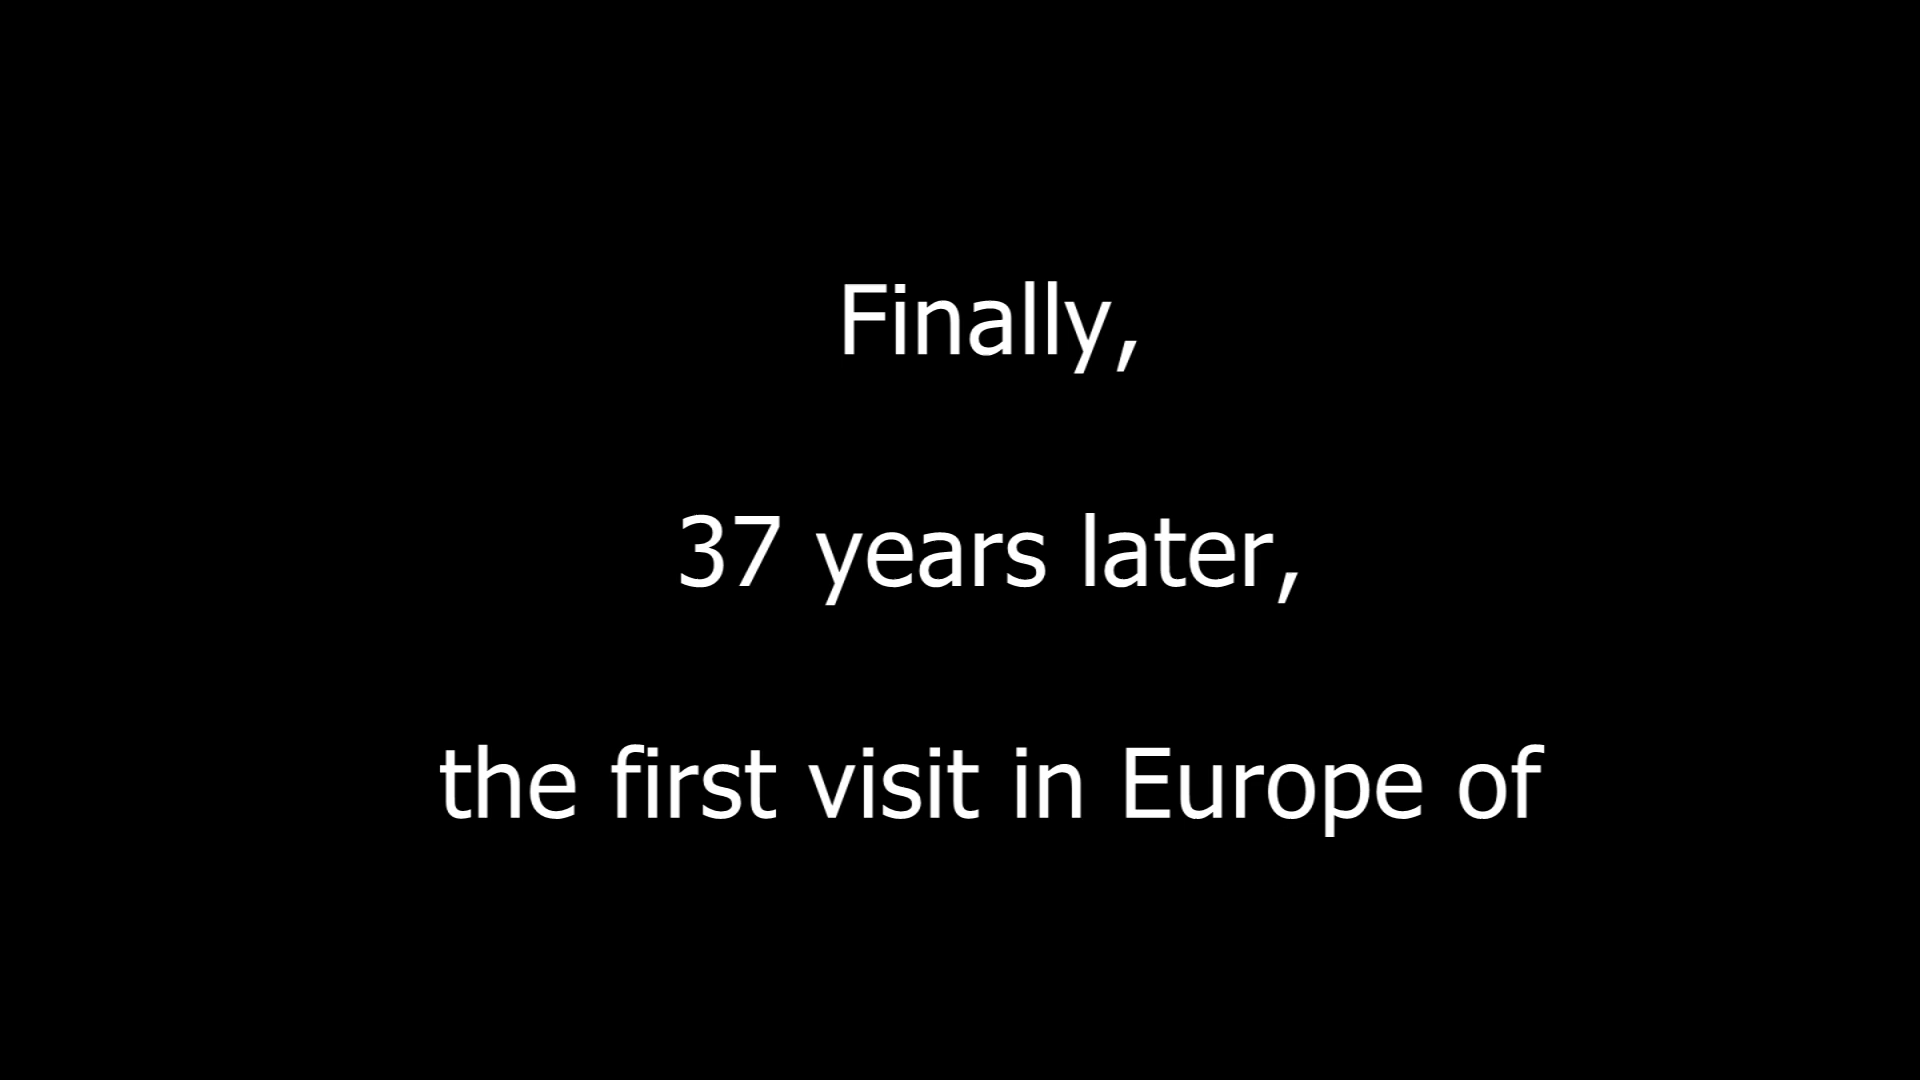 Finally,
37 years later,
the first visit in Europe of